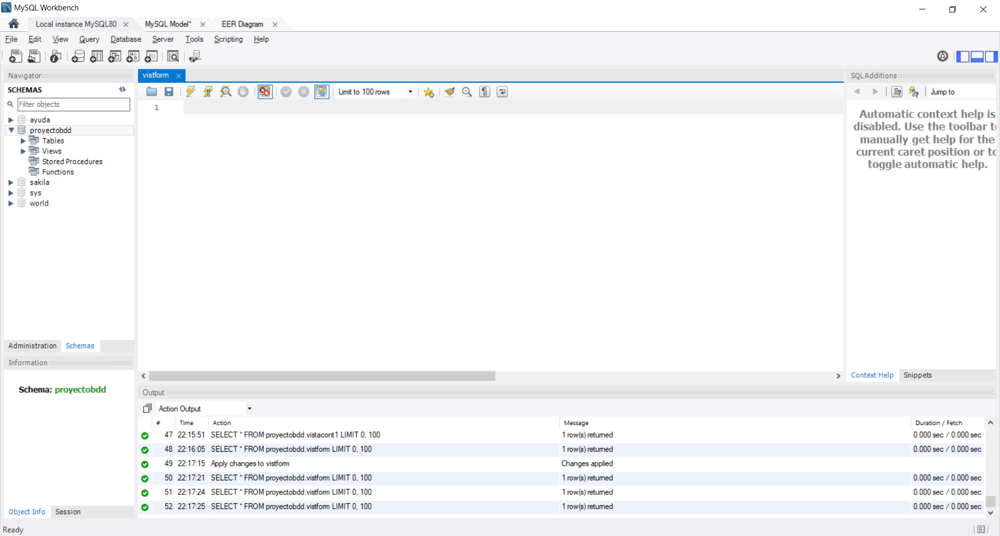 MySQL Workbench
Local instance MySQL80
MySQL Model*
EER Diagram
File Edit View Query Database Server Tools Scripting Help
Navigator
SCHEMAS
Filter objects
ayuda
proyectobdd
Tables
Views
Stored Procedures
Functions
sakila
sys
world
Administration Schemas
Information
Schema: proyectobdd
Object Info Session
vistform
Limit to 100 rows
1
SQLAdditions
Jump to
Automatic context help is
disabled. Use the toolbar t
manually get help for the
current caret position or to
toggle automatic help.
Context Help Snippets
Output
Action Output
# Time Action Message Duration / Fetch
47 22:15:51 SELECT * FROM proyectobdd.vistacont1 LIMIT 0, 100 1 row(s) returned 0.000 sec / 0.000 sec
48 22:16:05 SELECT * FROM proyectobdd.vistform LIMIT 0, 100 1 row(s) returned 0.000 sec / 0.000 sec
49 22:17:15 Apply changes to vistform Changes applied
50 22:17:21 SELECT * FROM proyectobdd.vistform LIMIT 0, 100 1 row(s) returned 0.000 sec / 0.000 sec
51 22:17:24 SELECT * FROM proyectobdd.vistform LIMIT 0, 100 1 row(s) returned 0.000 sec / 0.000 sec
52 22:17:25 SELECT * FROM proyectobdd.vistform LIMIT 0, 100 1 row(s) returned 0.000 sec / 0.000 sec
Ready